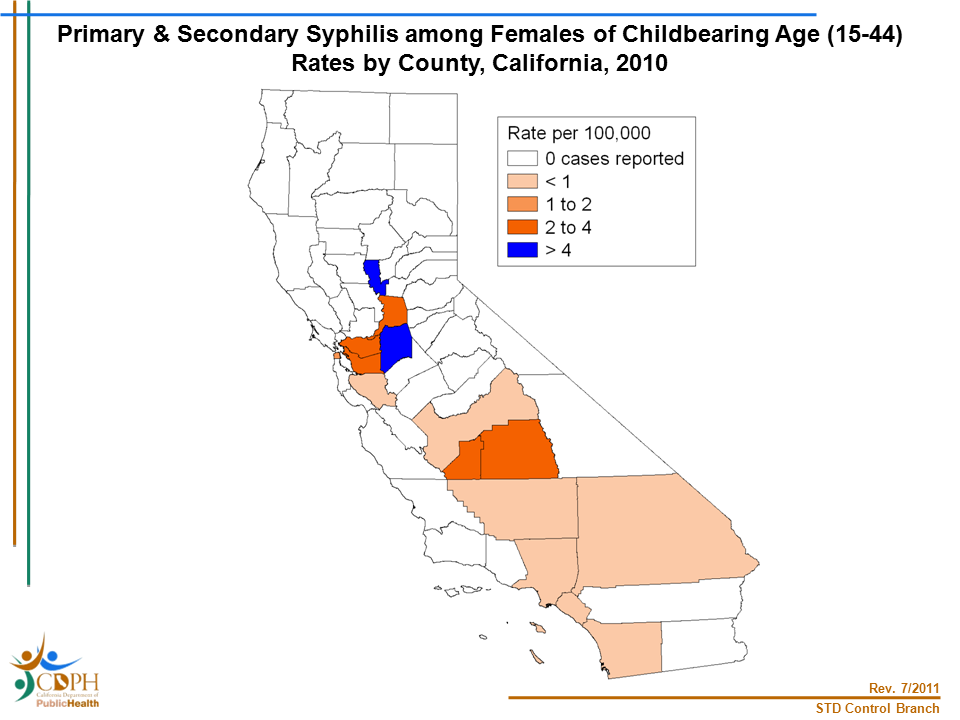 Primary & Secondary Syphilis among Females of Childbearing Age (15-44)
Rates by County, California, 2010
Rate per 100,000
0 cases reported
< 1
1 to 2
2 to 4
> 4
CDPH
California Department of
PublicHealth
Rev. 7/2011
STD Control Branch